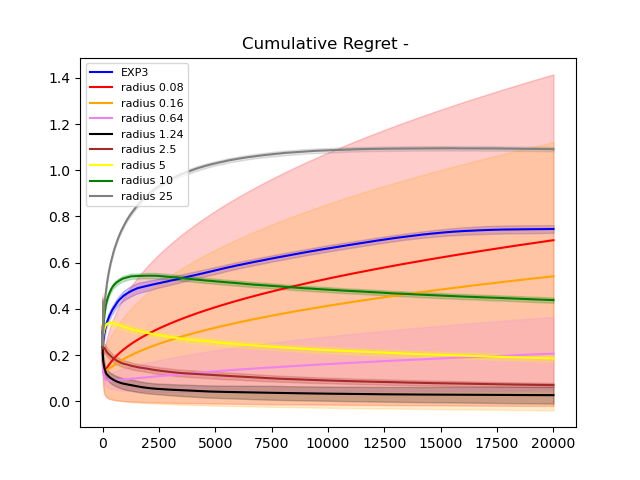 Cumulative Regret -
1.4
1.2
1.0
0.8
0.6
0.4
0.2
0.0
EXP3
radius 0.08
radius 0.16
radius 0.64
radius 1.24
radius 2.5
radius 5
radius 10
radius 25
0 2500 5000 7500 10000 12500 15000 17500 20000